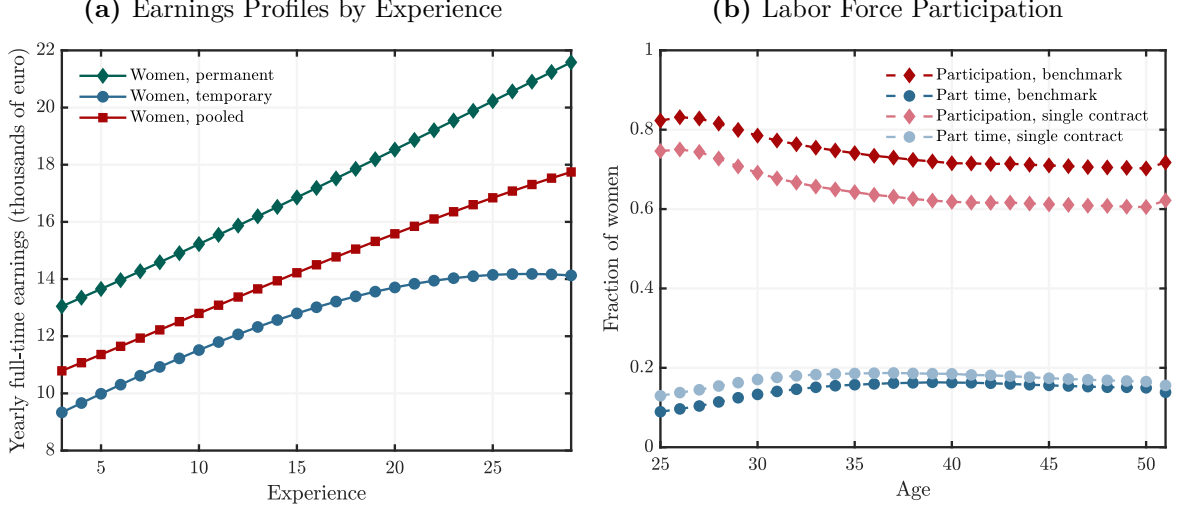 (a) Earnings Profiles by Experience
Yearly full-time earnings (thousands of euro)
22
20
18
16
14
12
10
8
Women, permanent
Women, temporary
Women, pooled
5
10
15
20
25
Experience
(b) Labor Force Participation
Fraction of women
1
0.8
0.6
0.4
0.2
0
Participation, benchmark
Part time, benchmark
Participation, single contract
Part time, single contract
25
30
35
40
45
50
Age